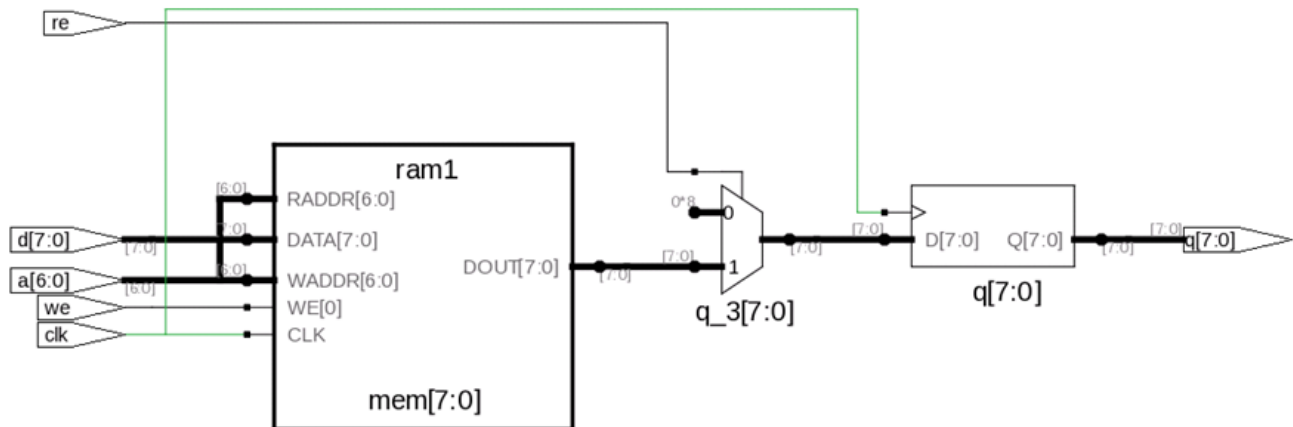 re
ram1
[6:0]
RADDR[6:0]
0*8
0
d[7:0]
[7:0]
7:0]
DATA[7:0]
[7:0]
[7:0]
D[7:0]
Q[7:0]
[7:0]
[7:0]
q[7:0]
a[6:0]
[6:0]
[6:0]
WADDR[6:0]
DOUT[7:0]
[7:0]
[7:0]
1
we
WE[0]
q_3[7:0]
q[7:0]
clk
CLK
mem[7:0]